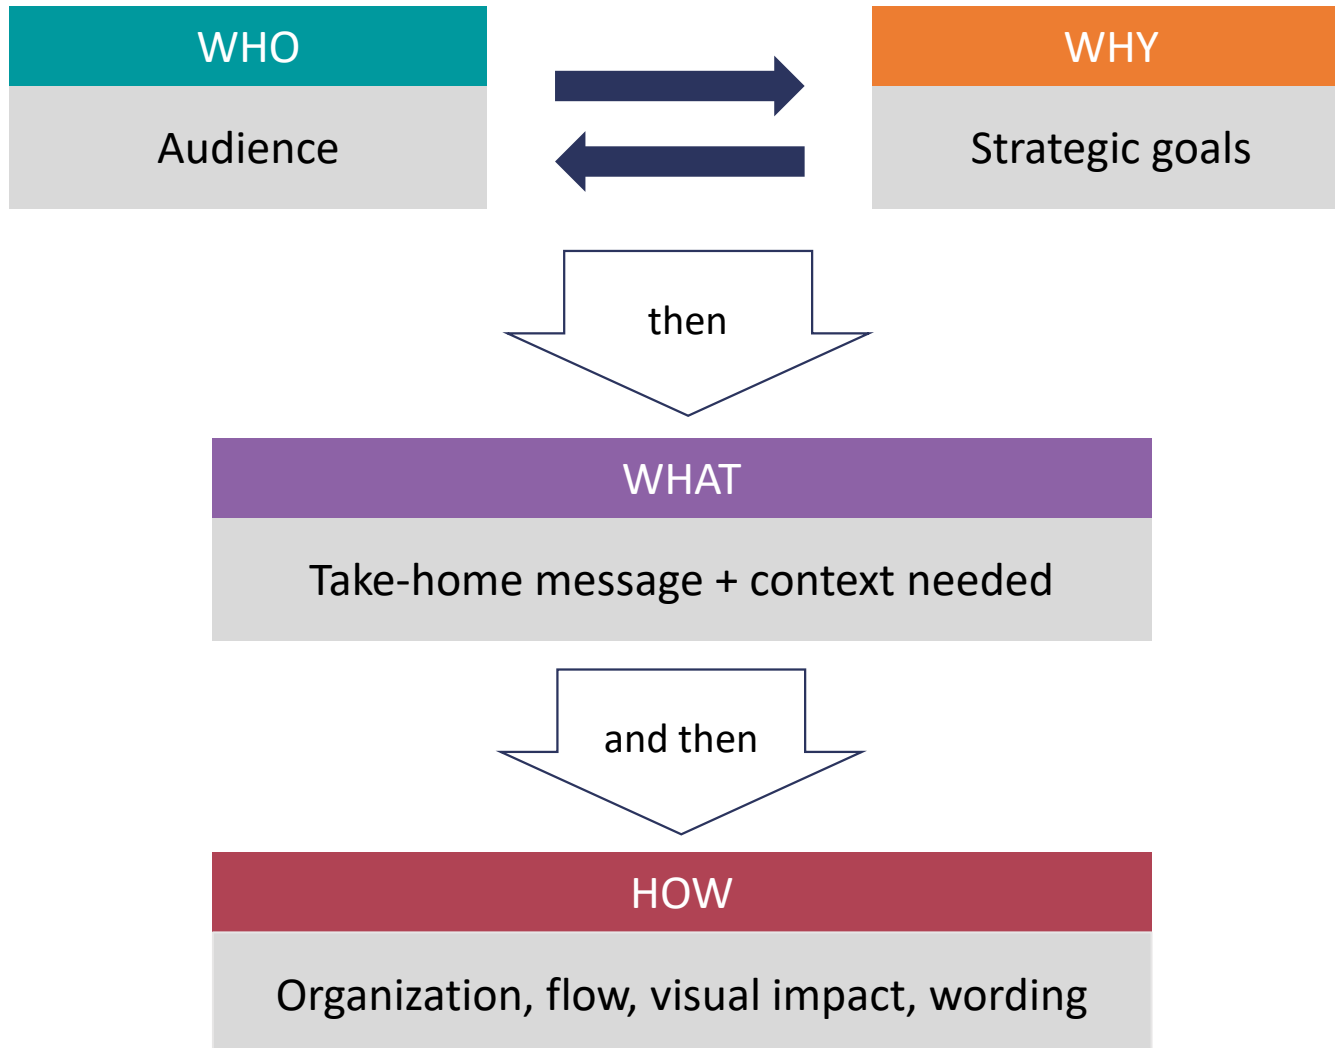 WHO
Audience
WHY
Strategic goals
then
WHAT
Take-home message + context needed
and then
HOW
Organization, flow, visual impact, wording